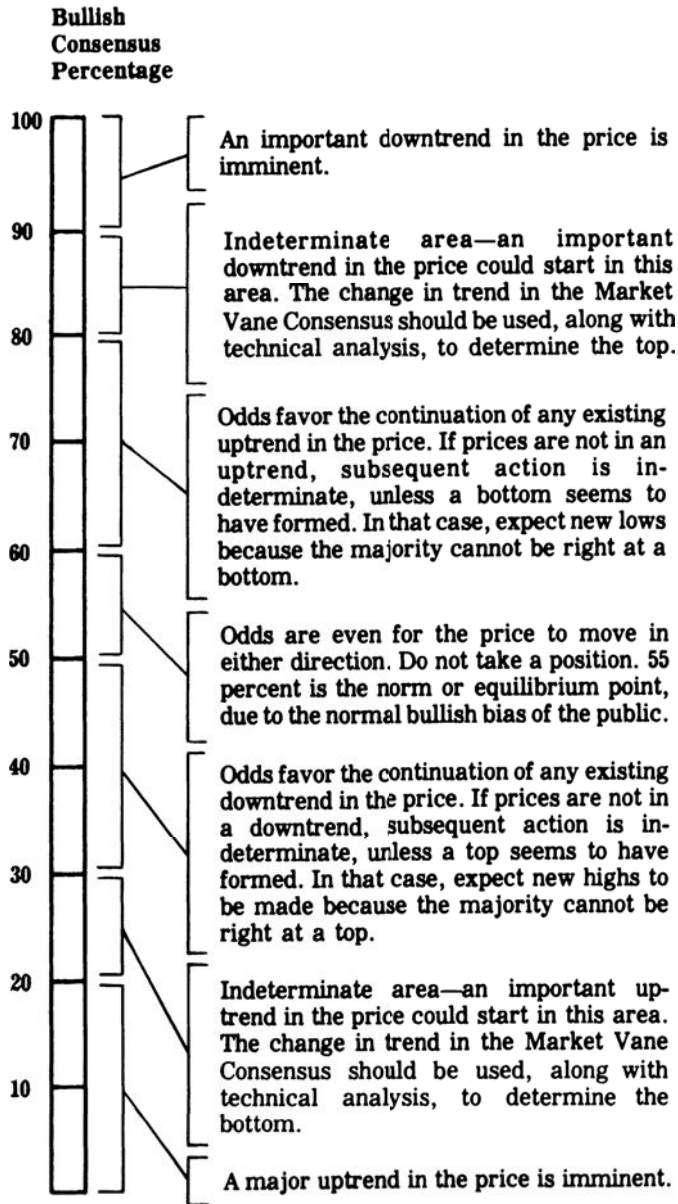 Bullish
Consensus
Percentage
100
An important downtrend in the price is
imminent.
90
Indeterminate area—an important
downtrend in the price could start in this
area. The change in trend in the Market
Vane Consensus should be used, along with
technical analysis, to determine the top.
80
Odds favor the continuation of any existing
uptrend in the price. If prices are not in an
uptrend, subsequent action is in-
determinate, unless a bottom seems to
have formed. In that case, expect new lows
because the majority cannot be right at a
bottom.
70
60
Odds are even for the price to move in
either direction. Do not take a position. 55
percent is the norm or equilibrium point,
due to the normal bullish bias of the public.
50
Odds favor the continuation of any existing
downtrend in the price. If prices are not in
a downtrend, subsequent action is in-
determinate, unless a top seems to have
formed. In that case, expect new highs to
be made because the majority cannot be
right at a top.
40
30
Indeterminate area—an important up-
trend in the price could start in this area.
The change in trend in the Market Vane
Consensus should be used, along with
technical analysis, to determine the
bottom.
20
10
A major uptrend in the price is imminent.